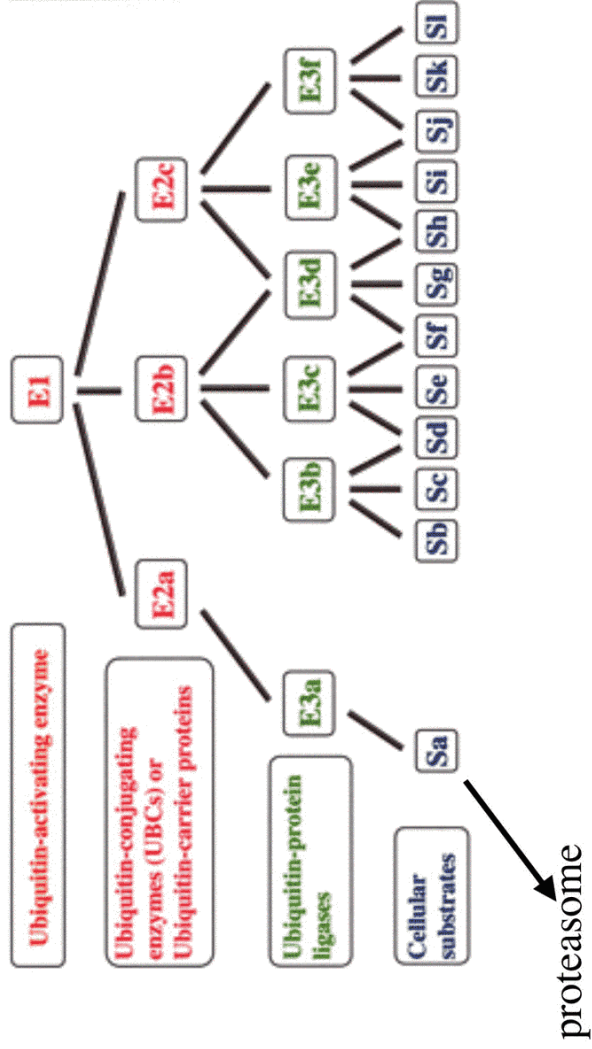 Ubiquitin-activating enzyme
E1
Ubiquitin-conjugating
enzymes (UBCs) or
Ubiquitin-carrier proteins
E2a
E2b
E2c
Ubiquitin-protein
ligases
E3a
E3b
E3c
E3d
E3e
E3f
Cellular
substrates
Sa
Sb
Sc
Sd
Se
Sf
Sg
Sh
Si
Sj
Sk
Sl
proteasome